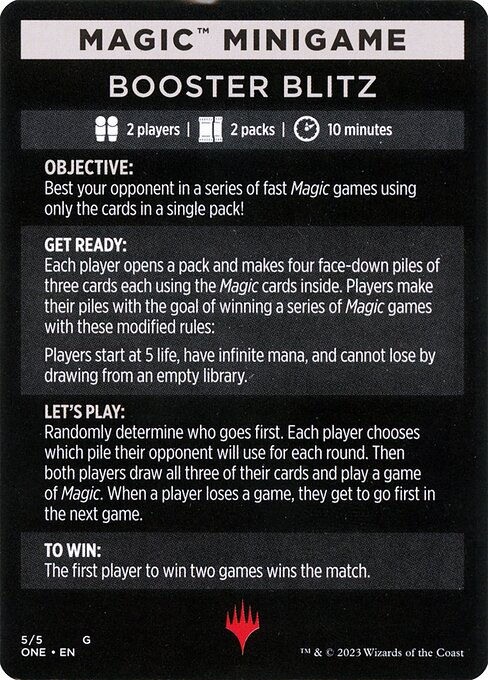 MAGIC™ MINIGAME
BOOSTER BLITZ
2 players | 2 packs | 10 minutes
OBJECTIVE:
Best your opponent in a series of fast Magic games using
only the cards in a single pack!
GET READY:
Each player opens a pack and makes four face-down piles of
three cards each using the Magic cards inside. Players make
their piles with the goal of winning a series of Magic games
with these modified rules:
Players start at 5 life, have infinite mana, and cannot lose by
drawing from an empty library.
LET'S PLAY:
Randomly determine who goes first. Each player chooses
which pile their opponent will use for each round. Then
both players draw all three of their cards and play a game
of Magic. When a player loses a game, they get to go first in
the next game.
TO WIN:
The first player to win two games wins the match.
5/5 G
ONE • EN
™ & © 2023 Wizards of the Coast